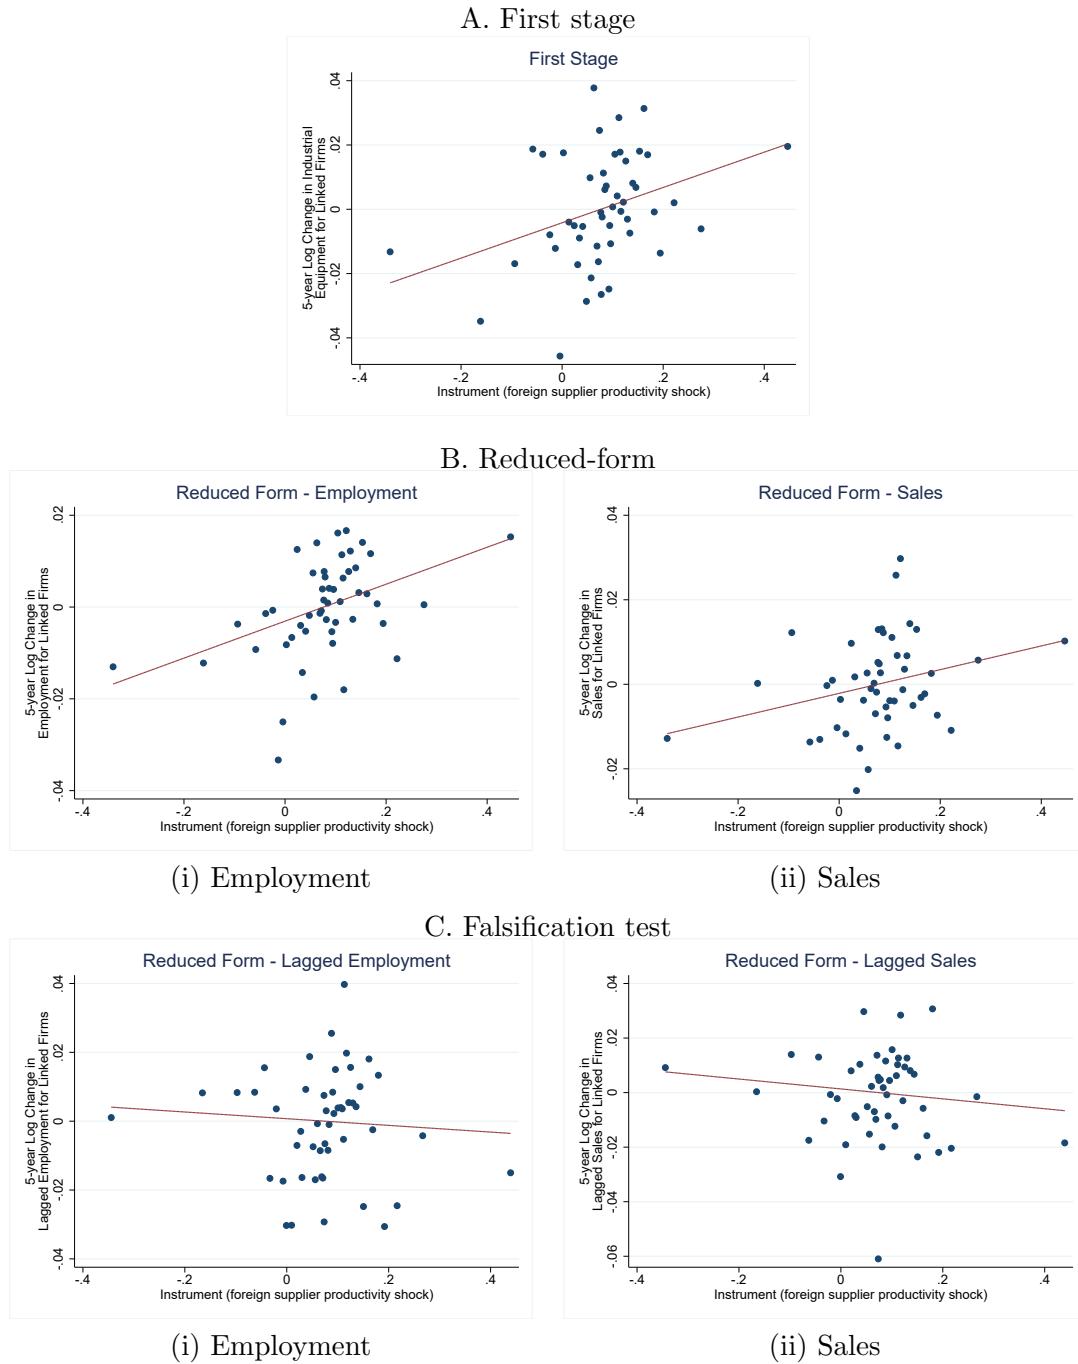 A. First stage
First Stage
5-year Log Change in Industrial
Equipment for Linked Firms
.04
.02
0
-.02
-.04
-.4
-.2
0
.2
.4
Instrument (foreign supplier productivity shock)
B. Reduced-form
Reduced Form - Employment
5-year Log Change in
Employment for Linked Firms
.02
0
-.02
-.04
-.4
-.2
0
.2
.4
Instrument (foreign supplier productivity shock)
(i) Employment
Reduced Form - Sales
5-year Log Change in
Sales for Linked Firms
.04
.02
0
-.02
-.4
-.2
0
.2
.4
Instrument (foreign supplier productivity shock)
(ii) Sales
C. Falsification test
Reduced Form - Lagged Employment
5-year Log Change in
Lagged Employment for Linked Firms
.04
.02
0
-.02
-.04
-.4
-.2
0
.2
.4
Instrument (foreign supplier productivity shock)
(i) Employment
Reduced Form - Lagged Sales
5-year Log Change in
Lagged Sales for Linked Firms
.04
.02
0
-.02
-.04
-.06
-.4
-.2
0
.2
.4
Instrument (foreign supplier productivity shock)
(ii) Sales